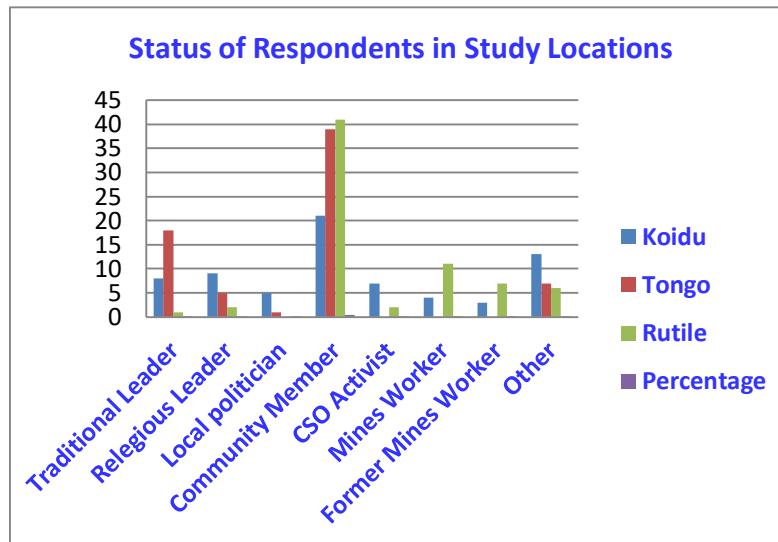 Status of Respondents in Study Locations
45
40
35
30
25
20
15
10
5
0
Traditional Leader
Relegious Leader
Local politician
Community Member
CSO Activist
Mines Worker
Former Mines Worker
Other
Koidu
Tongo
Rutile
Percentage